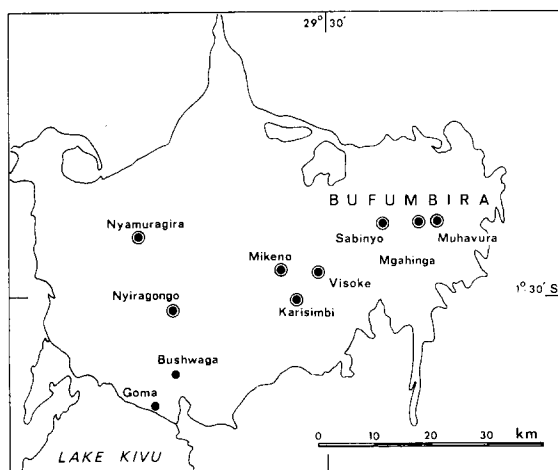 29° 30'
BUFUMBIRA
Nyamuragira
Sabinyo
Muhavura
Mgahinga
Mikeno
Visoke
Nyiragongo
Karisimbi
1° 30' S
Bushwaga
Goma
LAKE KIVU
km
0 10 20 30 40